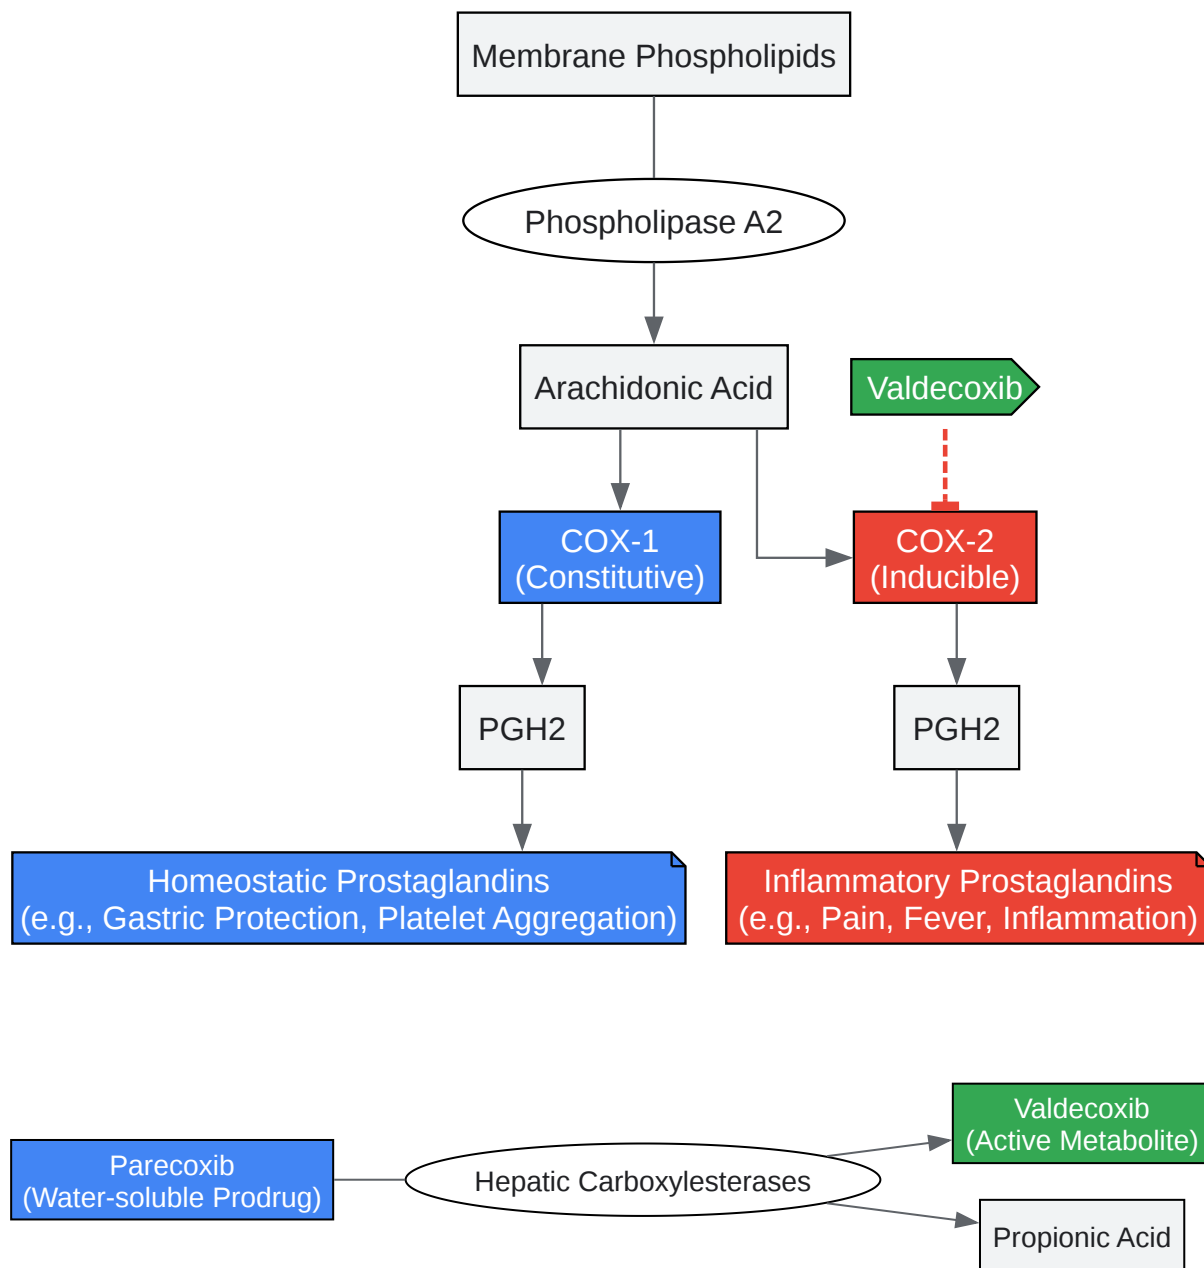 Membrane Phospholipids
Phospholipase A2
Arachidonic Acid
Valdecoxib
COX-1
(Constitutive)
COX-2
(Inducible)
PGH2
PGH2
Homeostatic Prostaglandins
(e.g., Gastric Protection, Platelet Aggregation)
Inflammatory Prostaglandins
(e.g., Pain, Fever, Inflammation)
Parecoxib
(Water-soluble Prodrug)
Hepatic Carboxylesterases
Valdecoxib
(Active Metabolite)
Propionic Acid